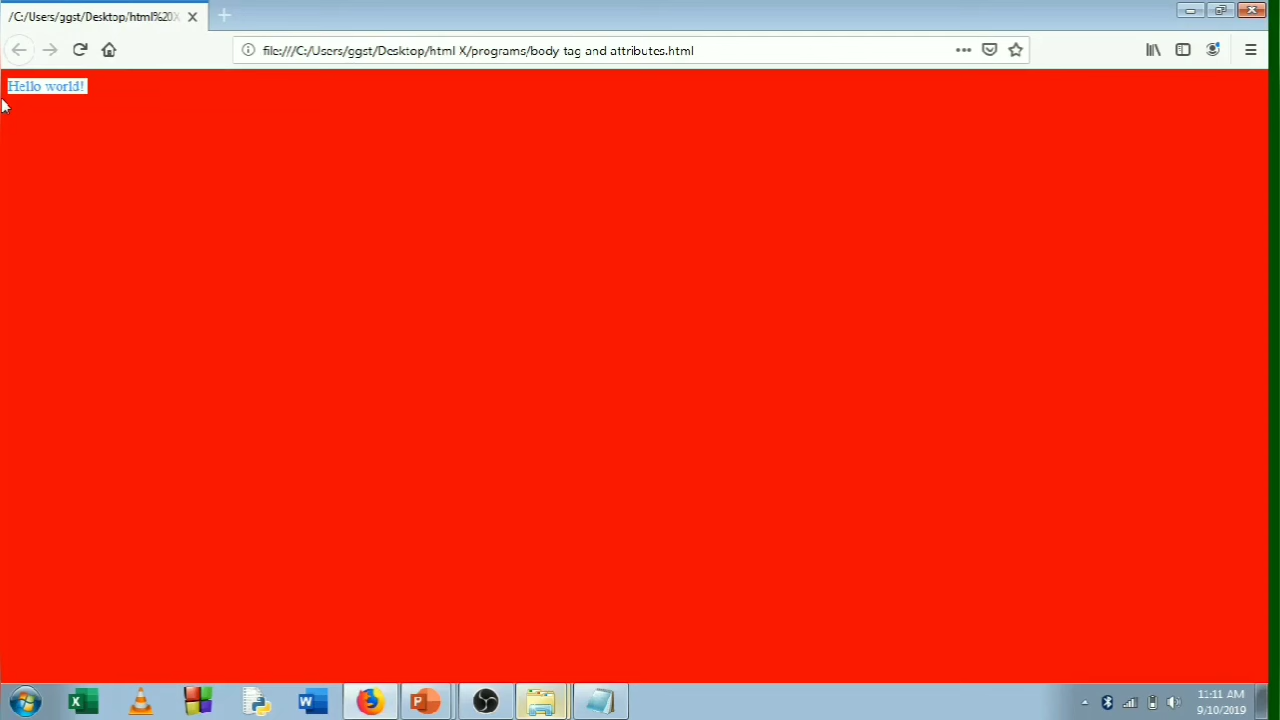 /C:/Users/ggst/Desktop/html%20X
file:///C:/Users/ggst/Desktop/html X/programs/body tag and attributes.html
Hello world!
11:11 AM
9/10/2019